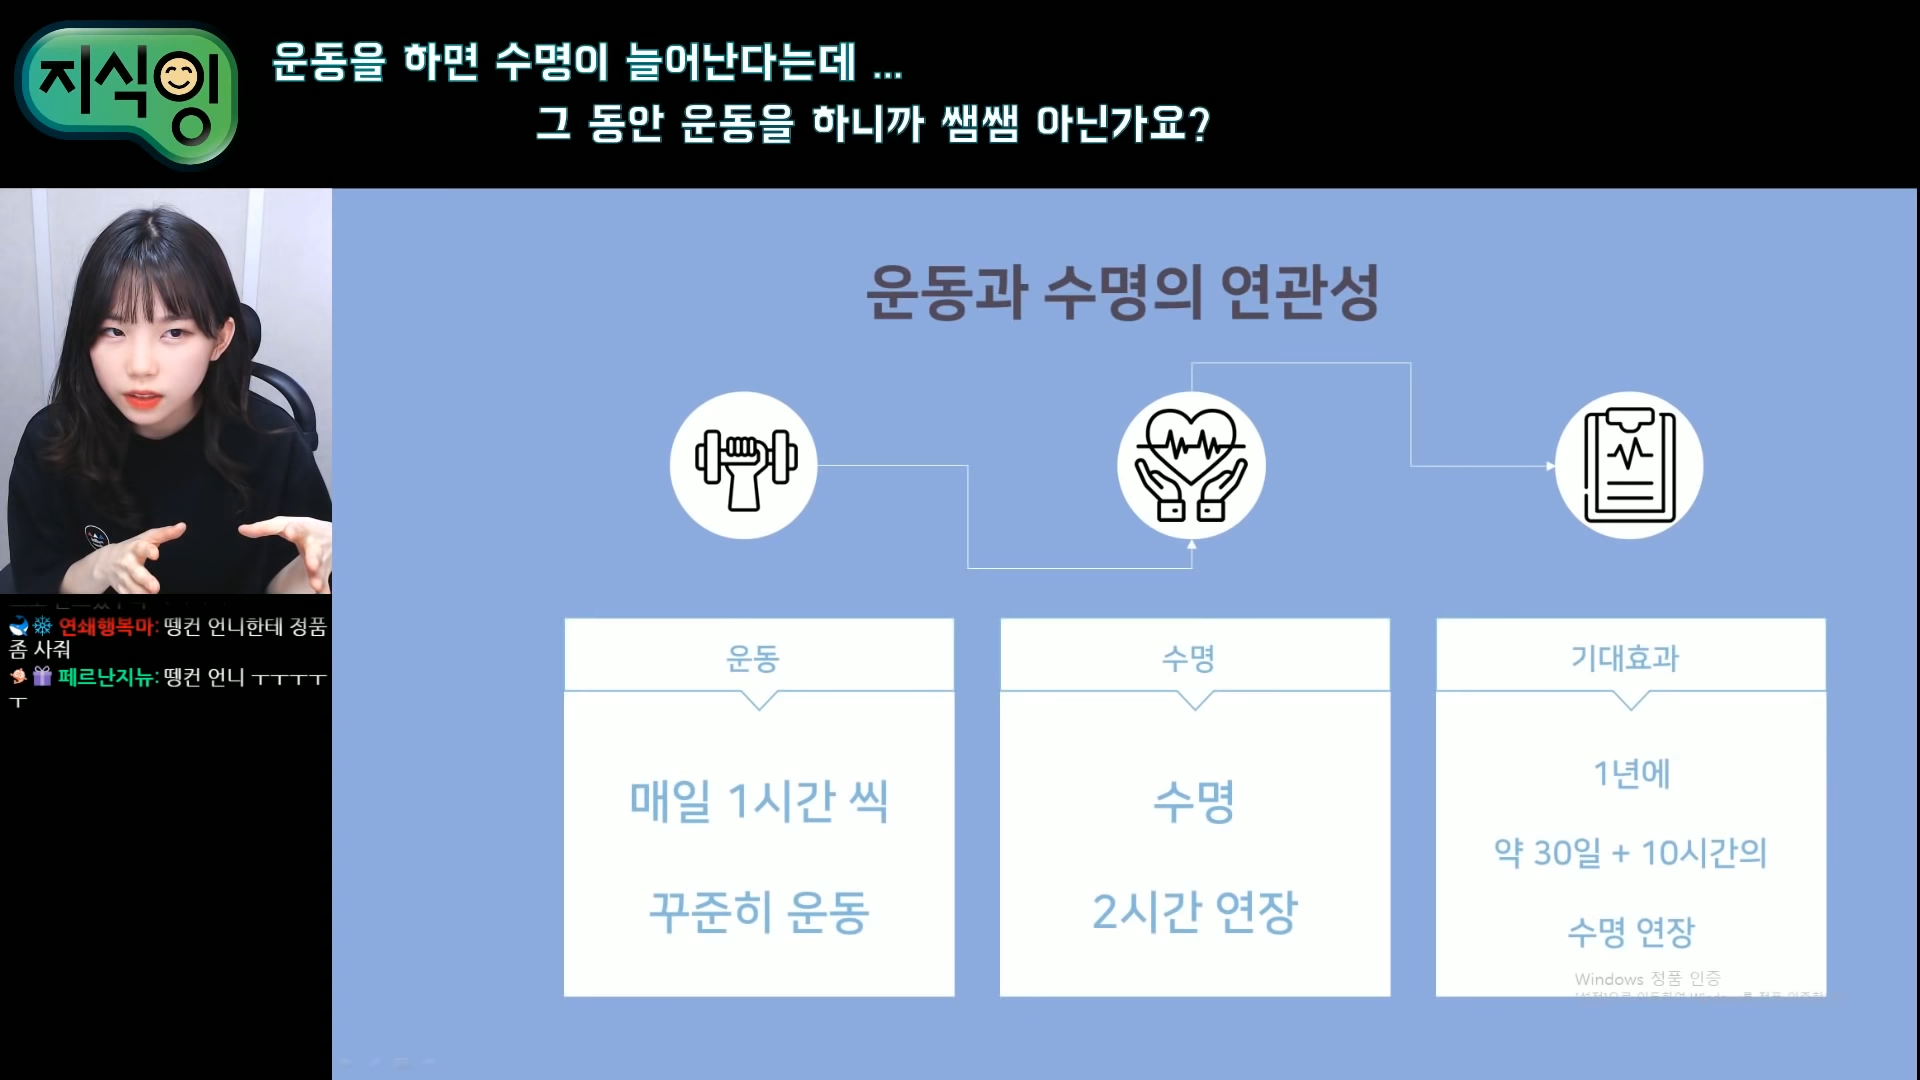 지식잉
운동을 하면 수명이 늘어난다는데 ...
그 동안 운동을 하니까 쌤쌤 아닌가요?
운동과 수명의 연관성
운동
매일 1시간 씩
꾸준히 운동
수명
수명
2시간 연장
기대효과
1년에
약 30일 + 10시간의
수명 연장
Windows 정품 인증
연쇄행복마: 뗑컨 언니한테 정품
좀 사줘
페르난지뉴: 뗑컨 언니 ㅜㅜㅜㅜ
ㅜ